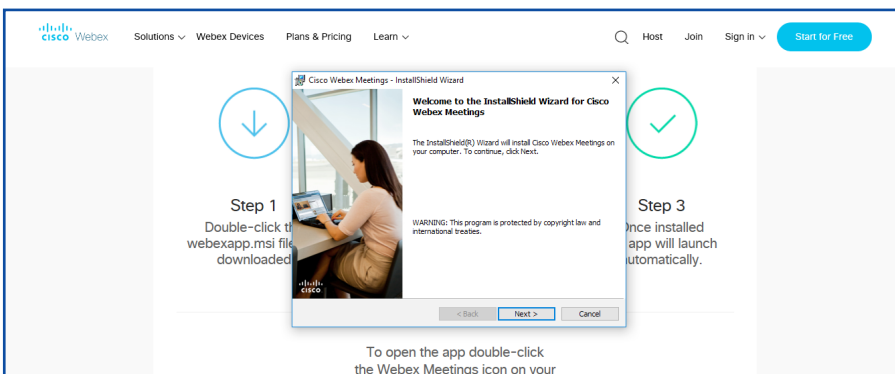 CISCO Webex
Solutions
Webex Devices
Plans & Pricing
Learn
Host
Join
Sign in
Start for Free
Cisco Webex Meetings - InstallShield Wizard
Welcome to the InstallShield Wizard for Cisco
Webex Meetings
The InstallShield(R) Wizard will install Cisco Webex Meetings on
your computer. To continue, click Next.
WARNING: This program is protected by copyright law and
international treaties.
CISCO
< Back
Next >
Cancel
Step 1
Double-click
webexapp.msi
downloaded
Step 3
installed
app will launch
To open the app double-click
the Webex Meetings icon on your